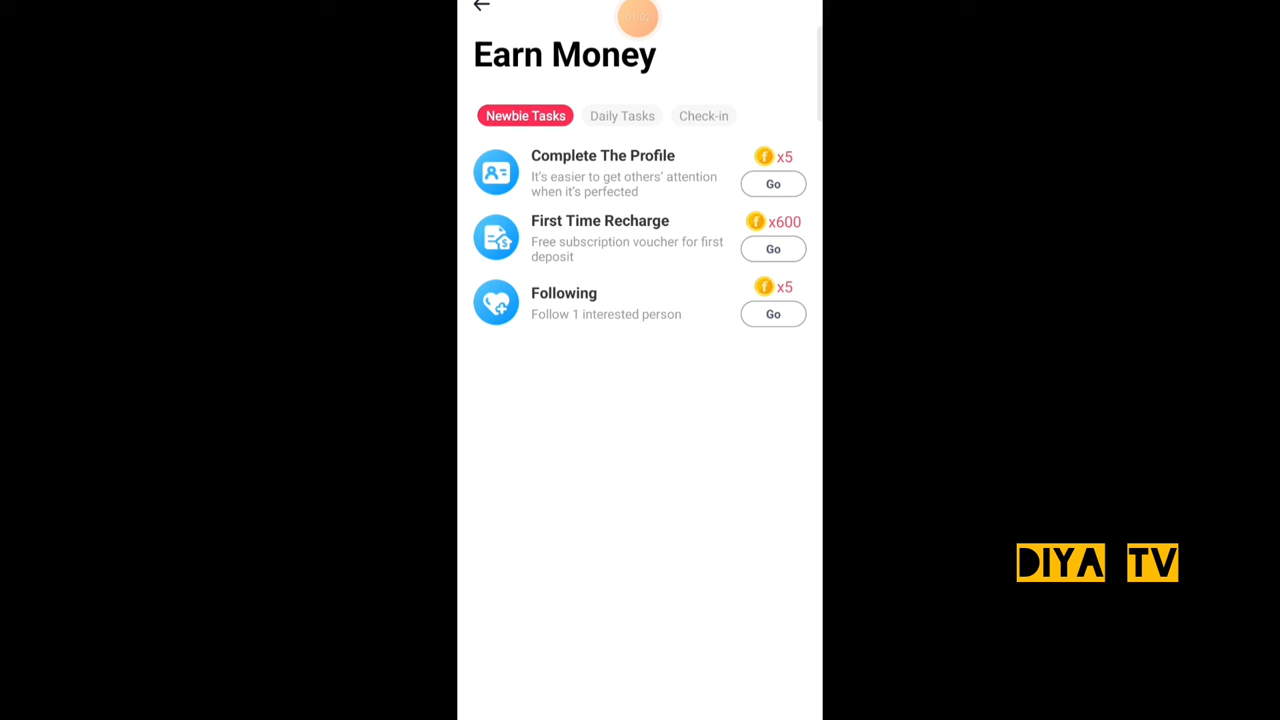 01:02
Earn Money
Newbie Tasks Daily Tasks Check-in
Complete The Profile
x5
It's easier to get others' attention
when it's perfected
Go
First Time Recharge
x600
Free subscription voucher for first
deposit
Go
Following
x5
Follow 1 interested person
Go
DIYA TV